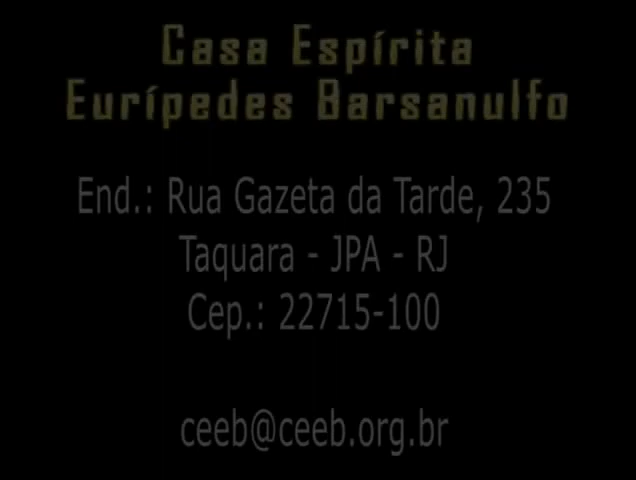 Casa Espírita
Eurípedes Barsanulfo
End.: Rua Gazeta da Tarde, 235
Taquara - JPA - RJ
Cep.: 22715-100
ceeb@ceeb.org.br